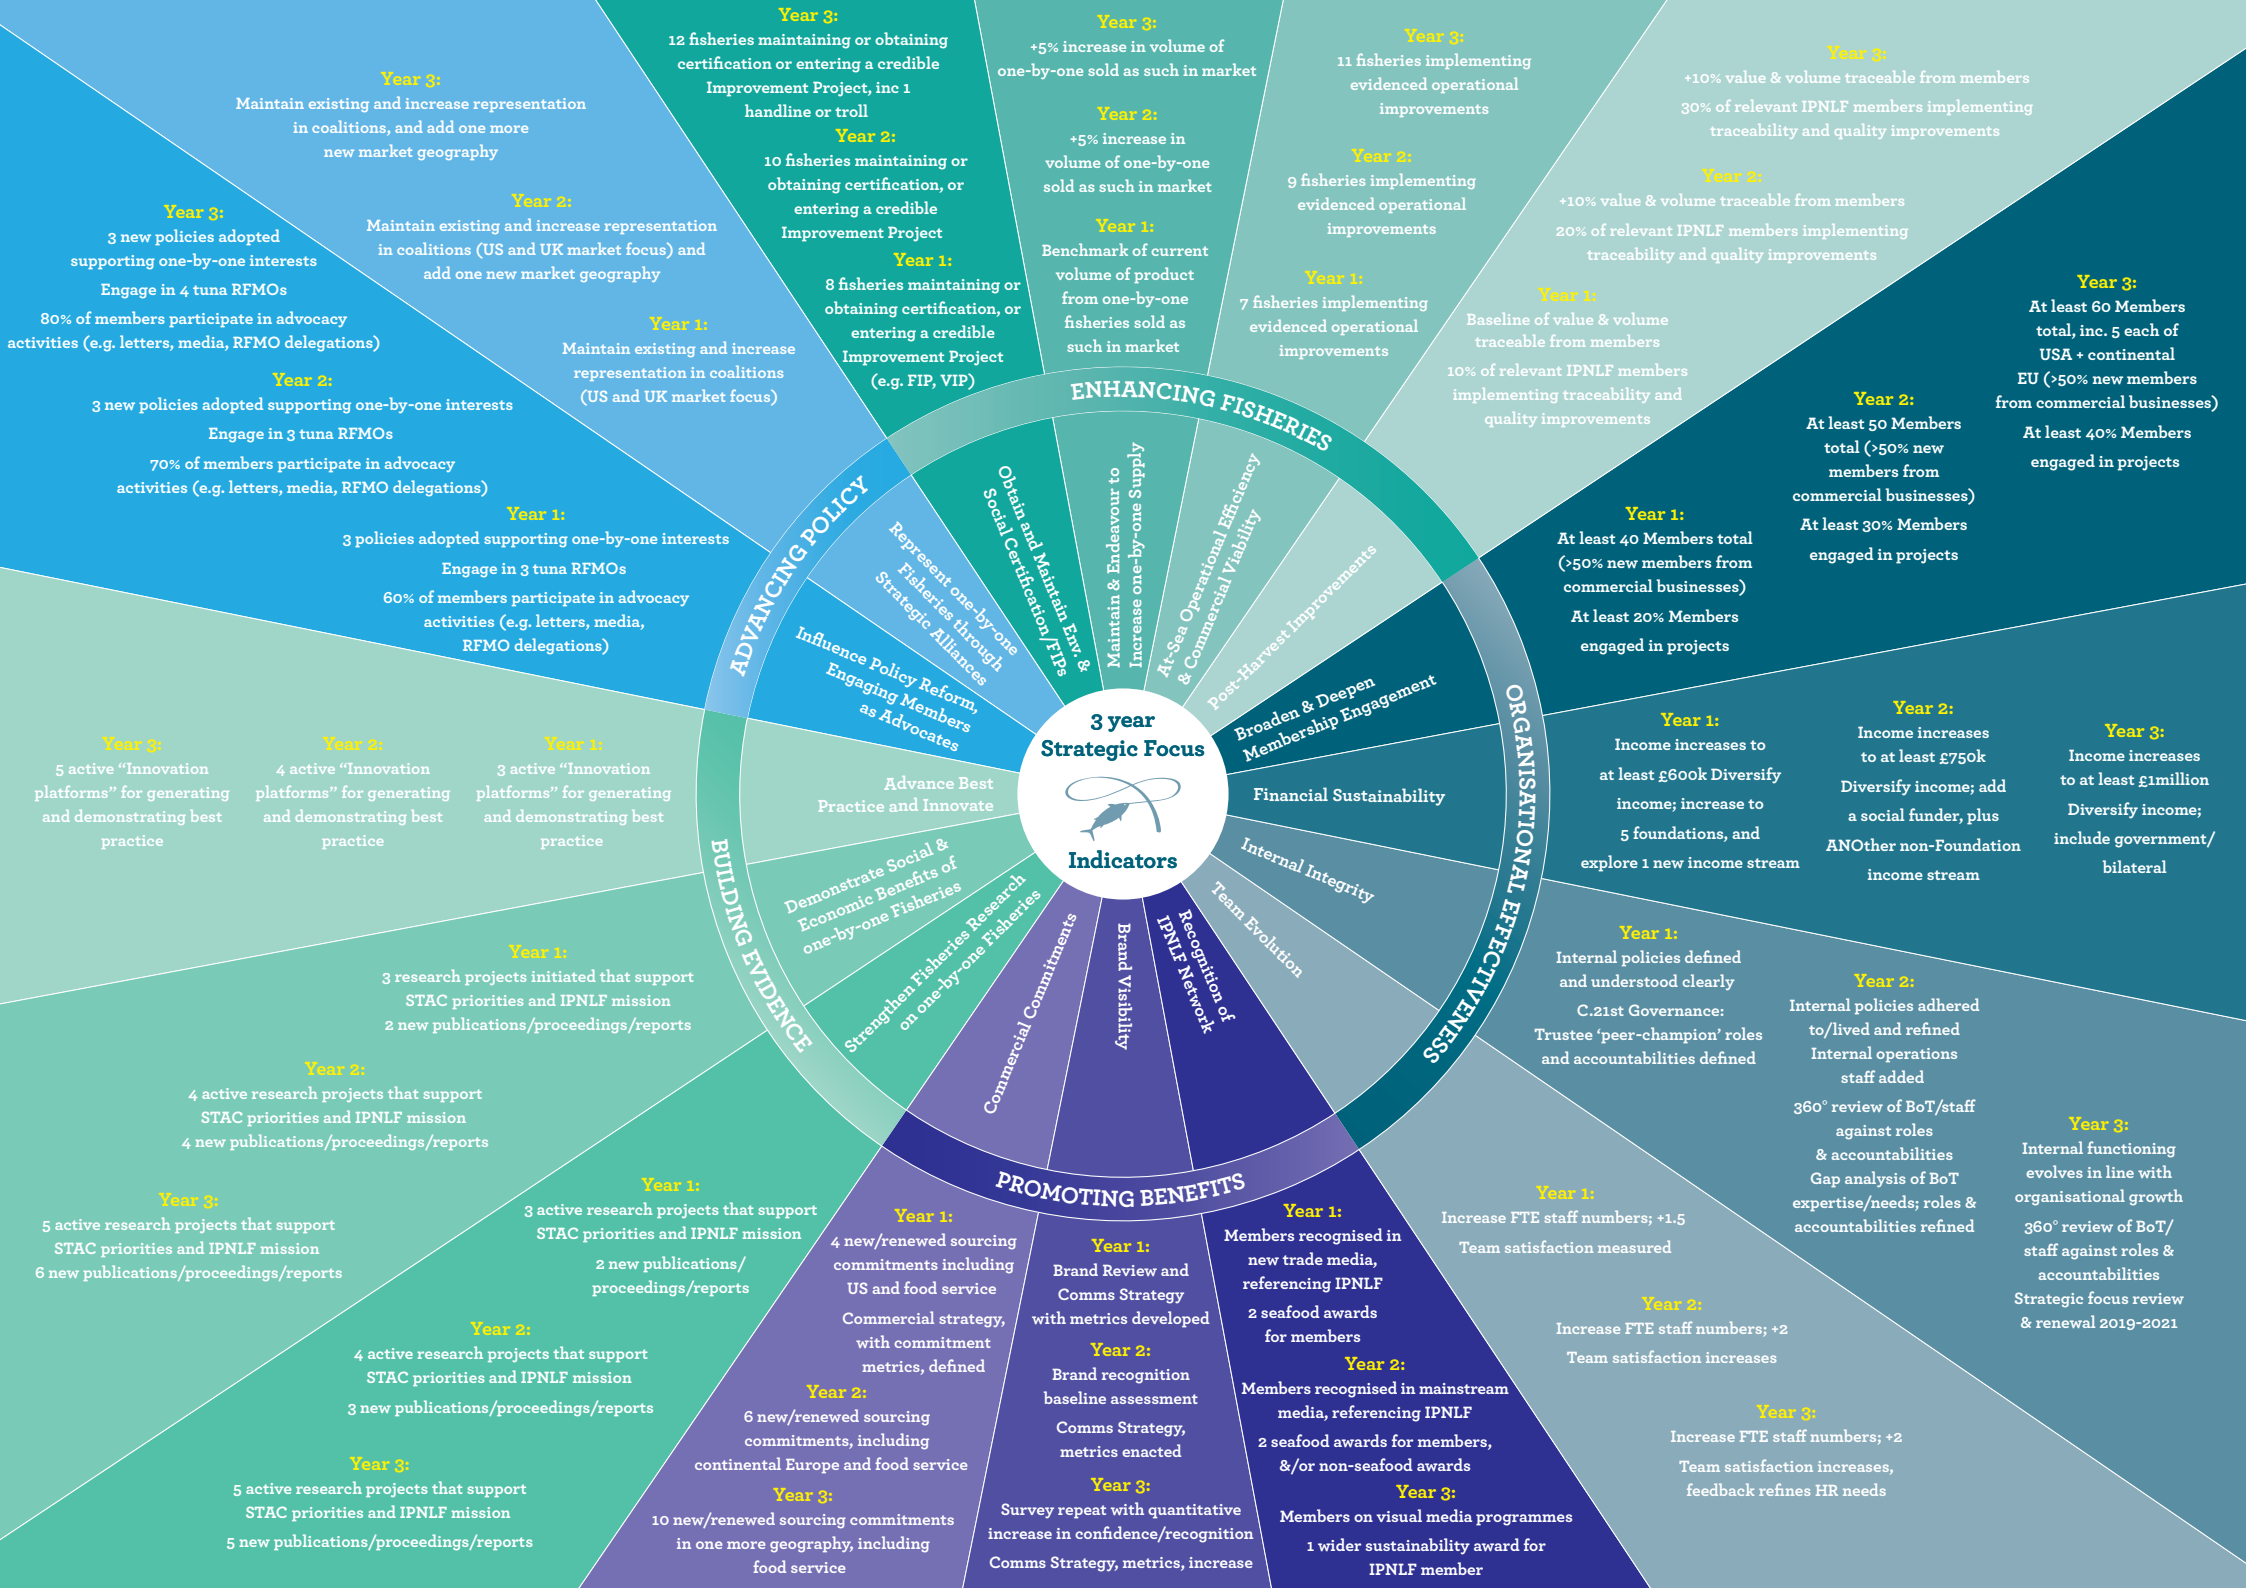 3 year
Strategic Focus
Indicators
ENHANCING FISHERIES
Obtain and Maintain Env. &
Social Certification/FIPs
Year 3:
12 fisheries maintaining or obtaining
certification or entering a credible
Improvement Project, inc 1
handline or troll
Year 2:
10 fisheries maintaining or
obtaining certification, or
entering a credible
Improvement Project
Year 1:
8 fisheries maintaining or
obtaining certification, or
entering a credible
Improvement Project
(e.g. FIP, VIP)
Maintain & Endeavour to
Increase one-by-one Supply
Year 3:
+5% increase in volume of
one-by-one sold as such in market
Year 2:
+5% increase in
volume of one-by-one
sold as such in market
Year 1:
Benchmark of current
volume of product
from one-by-one
fisheries sold as
such in market
At-Sea Operational Efficiency
& Commercial Viability
Year 3:
11 fisheries implementing
evidenced operational
improvements
Year 2:
9 fisheries implementing
evidenced operational
improvements
Year 1:
7 fisheries implementing
evidenced operational
improvements
Post-Harvest Improvements
Year 3:
+10% value & volume traceable from members
30% of relevant IPNLF members implementing
traceability and quality improvements
Year 2:
+10% value & volume traceable from members
20% of relevant IPNLF members implementing
traceability and quality improvements
Year 1:
Baseline of value & volume
traceable from members
10% of relevant IPNLF members
implementing traceability and
quality improvements
ORGANISATIONAL EFFECTIVENESS
Broaden & Deepen
Membership Engagement
Year 1:
At least 40 Members total
(>50% new members from
commercial businesses)
At least 20% Members
engaged in projects
Year 2:
At least 50 Members
total (>50% new
members from
commercial businesses)
At least 30% Members
engaged in projects
Year 3:
At least 60 Members
total, inc. 5 each of
USA + continental
EU (>50% new members
from commercial businesses)
At least 40% Members
engaged in projects
Financial Sustainability
Year 1:
Income increases to
at least £600k Diversify
income; increase to
5 foundations, and
explore 1 new income stream
Year 2:
Income increases
to at least £750k
Diversify income; add
a social funder, plus
ANOther non-Foundation
income stream
Year 3:
Income increases
to at least £1million
Diversify income;
include government/
bilateral
Internal Integrity
Year 1:
Internal policies defined
and understood clearly
C.21st Governance:
Trustee ‘peer-champion’ roles
and accountabilities defined
Year 2:
Internal policies adhered
to/lived and refined
Internal operations
staff added
360° review of BoT/staff
against roles
& accountabilities
Gap analysis of BoT
expertise/needs; roles &
accountabilities refined
Year 3:
Internal functioning
evolves in line with
organisational growth
360° review of BoT/
staff against roles &
accountabilities
Strategic focus review
& renewal 2019-2021
Team Evolution
Year 1:
Increase FTE staff numbers; +1.5
Team satisfaction measured
Year 2:
Increase FTE staff numbers; +2
Team satisfaction increases
Year 3:
Increase FTE staff numbers; +2
Team satisfaction increases,
feedback refines HR needs
PROMOTING BENEFITS
Recognition of
IPNLF Network
Year 1:
Members recognised in
new trade media,
referencing IPNLF
2 seafood awards
for members
Year 2:
Members recognised in mainstream
media, referencing IPNLF
2 seafood awards for members,
&/or non-seafood awards
Year 3:
Members on visual media programmes
1 wider sustainability award for
IPNLF member
Brand Visibility
Year 1:
Brand Review and
Comms Strategy
with metrics developed
Year 2:
Brand recognition
baseline assessment
Comms Strategy,
metrics enacted
Year 3:
Survey repeat with quantitative
increase in confidence/recognition
Comms Strategy, metrics, increase
Commercial Commitments
Year 1:
4 new/renewed sourcing
commitments including
US and food service
Commercial strategy,
with commitment
metrics, defined
Year 2:
6 new/renewed sourcing
commitments, including
continental Europe and food service
Year 3:
10 new/renewed sourcing commitments
in one more geography, including
food service
BUILDING EVIDENCE
Strengthen Fisheries Research
on one-by-one Fisheries
Year 1:
3 active research projects that support
STAC priorities and IPNLF mission
2 new publications/
proceedings/reports
Year 2:
4 active research projects that support
STAC priorities and IPNLF mission
3 new publications/proceedings/reports
Year 3:
5 active research projects that support
STAC priorities and IPNLF mission
5 new publications/proceedings/reports
Demonstrate Social &
Economic Benefits of
one-by-one Fisheries
Year 1:
3 research projects initiated that support
STAC priorities and IPNLF mission
2 new publications/proceedings/reports
Year 2:
4 active research projects that support
STAC priorities and IPNLF mission
4 new publications/proceedings/reports
Year 3:
5 active research projects that support
STAC priorities and IPNLF mission
6 new publications/proceedings/reports
Advance Best
Practice and Innovate
Year 3:
5 active “Innovation
platforms” for generating
and demonstrating best
practice
Year 2:
4 active “Innovation
platforms” for generating
and demonstrating best
practice
Year 1:
3 active “Innovation
platforms” for generating
and demonstrating best
practice
ADVANCING POLICY
Influence Policy Reform,
Engaging Members
as Advocates
Year 3:
3 new policies adopted
supporting one-by-one interests
Engage in 4 tuna RFMOs
80% of members participate in advocacy
activities (e.g. letters, media, RFMO delegations)
Year 2:
3 new policies adopted supporting one-by-one interests
Engage in 3 tuna RFMOs
70% of members participate in advocacy
activities (e.g. letters, media, RFMO delegations)
Year 1:
3 policies adopted supporting one-by-one interests
Engage in 3 tuna RFMOs
60% of members participate in advocacy
activities (e.g. letters, media,
RFMO delegations)
Represent one-by-one
Fisheries through
Strategic Alliances
Year 3:
Maintain existing and increase representation
in coalitions, and add one more
new market geography
Year 2:
Maintain existing and increase representation
in coalitions (US and UK market focus) and
add one new market geography
Year 1:
Maintain existing and increase
representation in coalitions
(US and UK market focus)